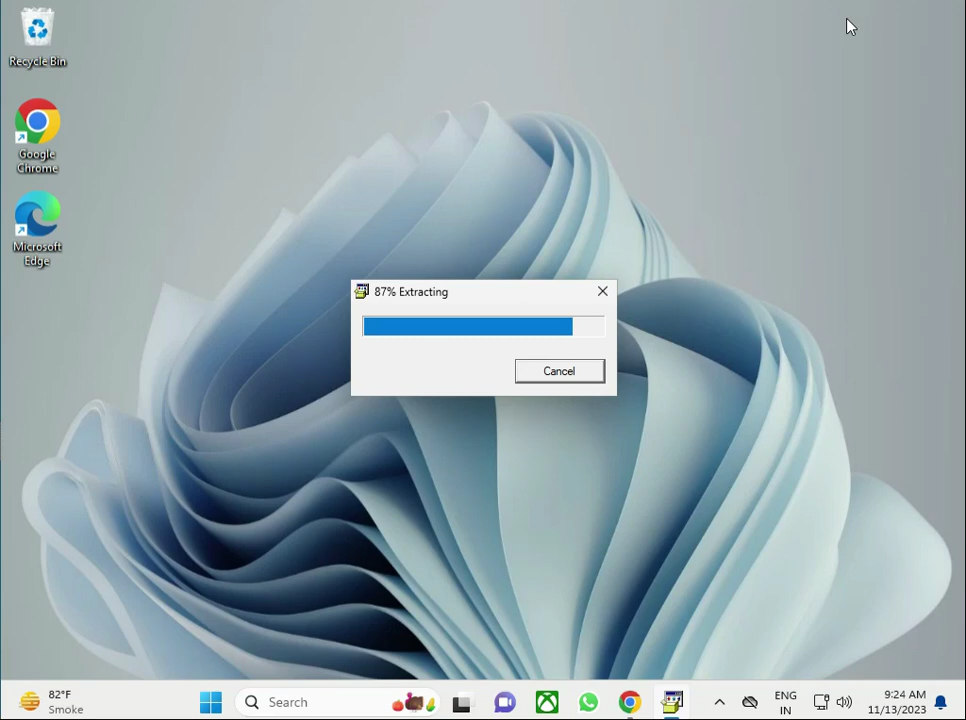 Recycle Bin
Google
Chrome
Microsoft
Edge
87% Extracting
Cancel
82°F
Smoke
Search
ENG
IN
9:24 AM
11/13/2023